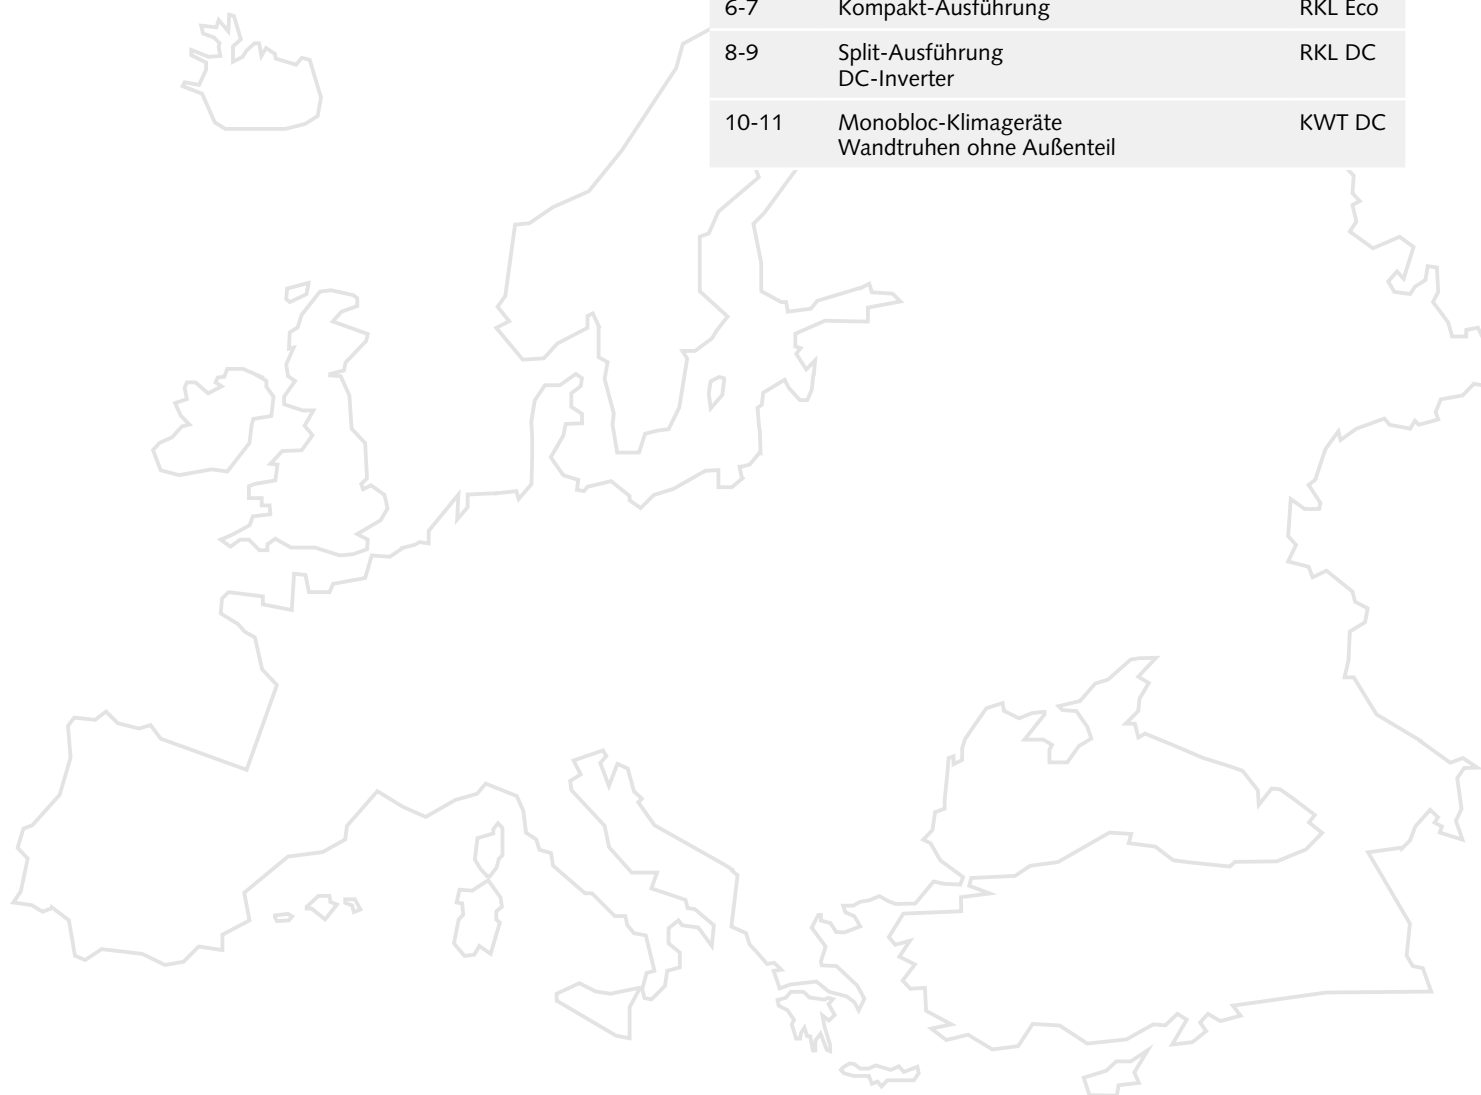 6-7 Kompakt-Ausführung RKL Eco
8-9 Split-Ausführung RKL DC
DC-Inverter
10-11 Monobloc-Klimageräte KWT DC
Wandtruhen ohne Außenteil